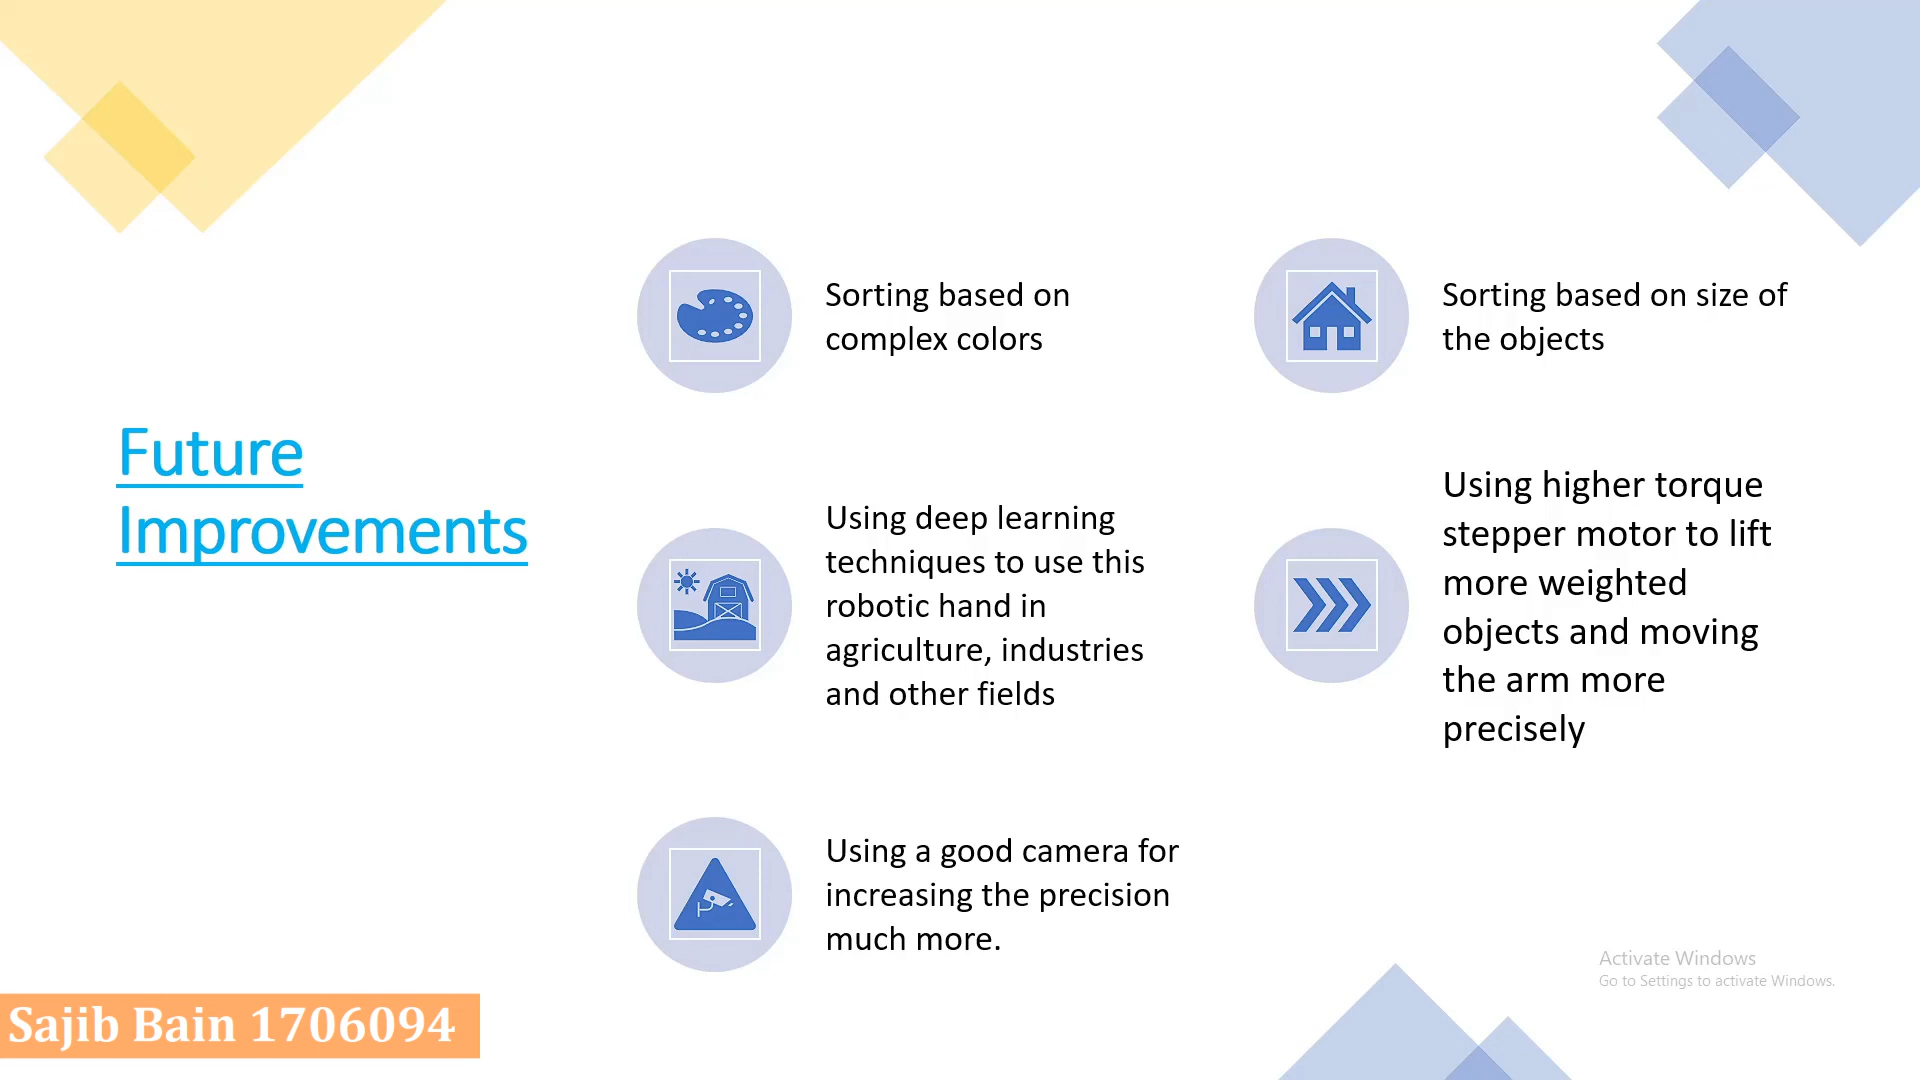 Future
Improvements
Sorting based on
complex colors
Sorting based on size of
the objects
Using deep learning
techniques to use this
robotic hand in
agriculture, industries
and other fields
Using higher torque
stepper motor to lift
more weighted
objects and moving
the arm more
precisely
Using a good camera for
increasing the precision
much more.
Activate Windows
Go to Settings to activate Windows.
Sajib Bain 1706094